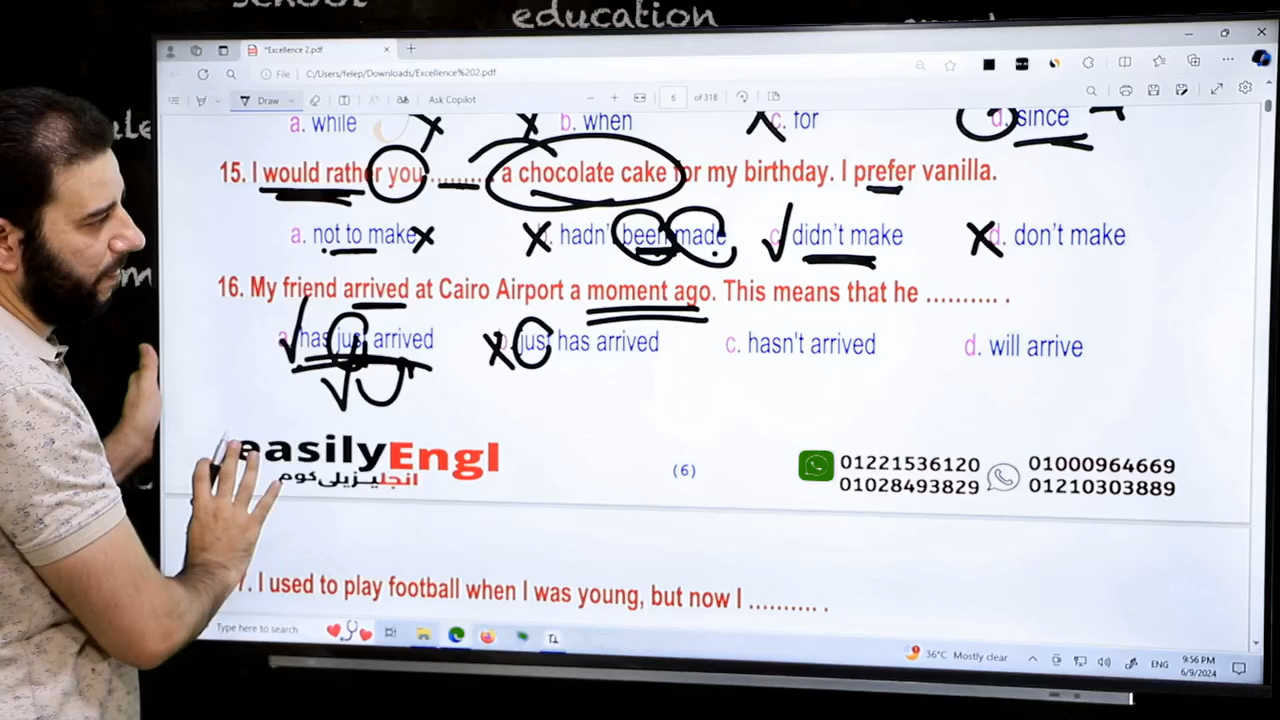 school
education
*Excellence 2.pdf
File C:/Users/felep/Downloads/Excellence%202.pdf
Draw
Ask Copilot
6 of 318
a. while b. when c. for d. since
15. I would rather you .......... a chocolate cake for my birthday. I prefer vanilla.
a. not to make b. hadn't been made c. didn't make d. don't make
16. My friend arrived at Cairo Airport a moment ago. This means that he .......... .
a. has just arrived b. just has arrived c. hasn't arrived d. will arrive
easilyEngl
انجليزيلى كوم
(6)
01221536120
01028493829
01000964669
01210303889
I used to play football when I was young, but now I .......... .
Type here to search
36°C Mostly clear
ENG
9:56 PM
6/9/2024